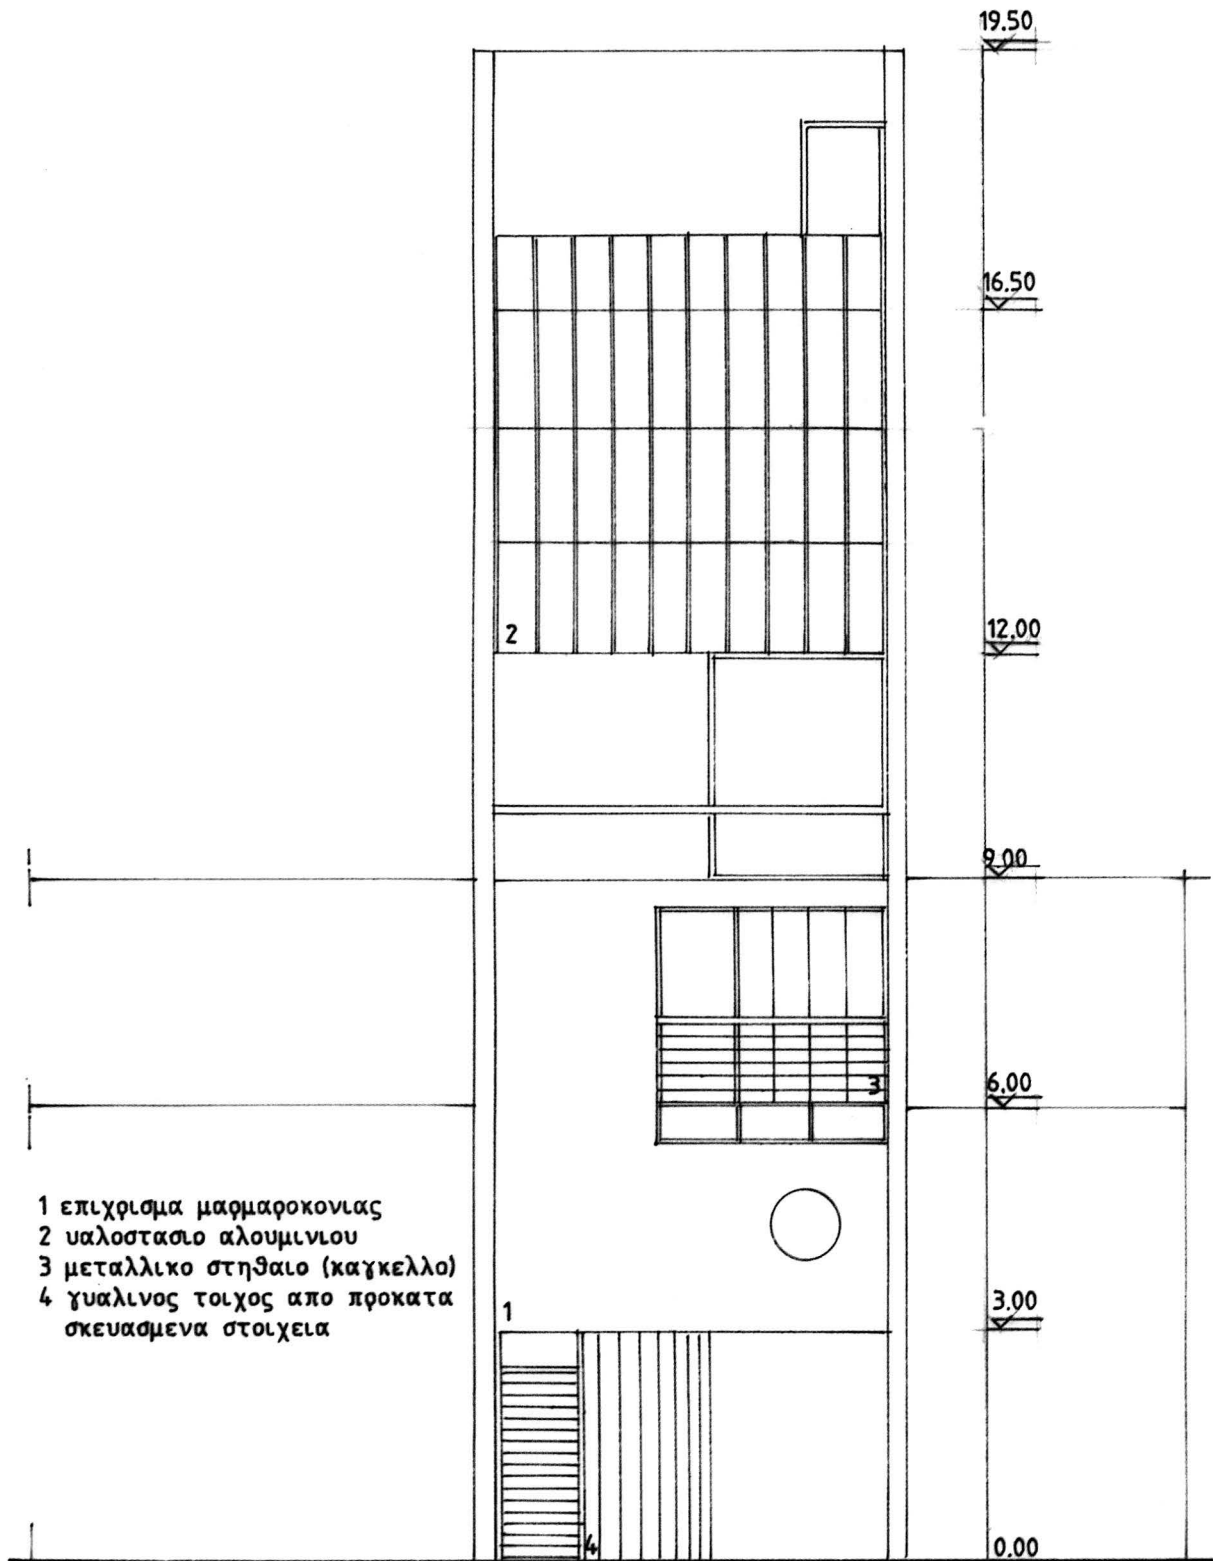 19.50
16.50
2
12.00
9.00
3
6.00
1 επιχρισμα μαρμαροκονιας
2 υαλοστασιο αλουμινιου
3 μεταλλικο στηθαιο (καγκελλο)
4 γυαλινος τοιχος απο προκατα
σκευασμενα στοιχεια
1
3.00
4
0.00